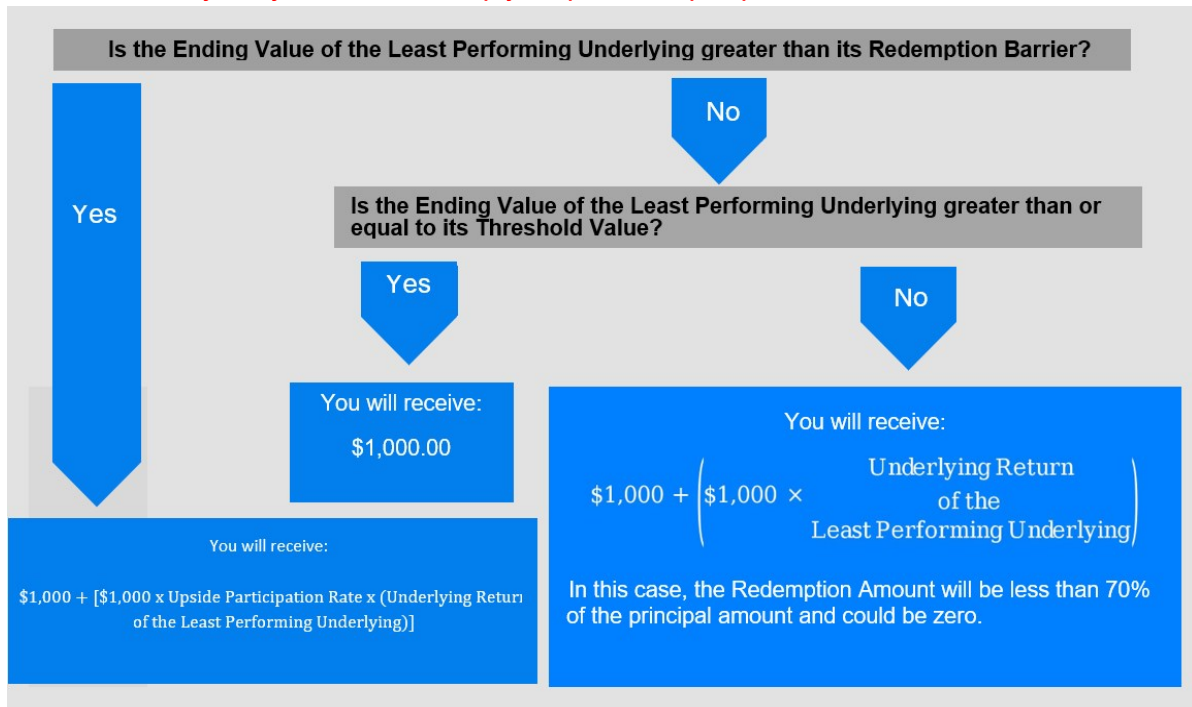 Is the Ending Value of the Least Performing Underlying greater than its Redemption Barrier?
No
Yes
Is the Ending Value of the Least Performing Underlying greater than or
equal to its Threshold Value?
Yes
No
You will receive:
$1,000.00
You will receive:
$1,000 + ($1,000 × Underlying Return
of the
Least Performing Underlying)
In this case, the Redemption Amount will be less than 70%
of the principal amount and could be zero.
You will receive:
$1,000 + [$1,000 x Upside Participation Rate x (Underlying Return
of the Least Performing Underlying)]